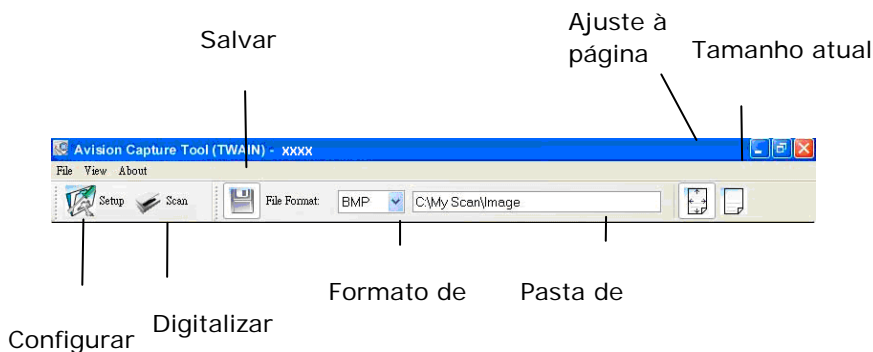 Ajuste à
página
Salvar
Tamanho atual
Avision Capture Tool (TWAIN) - xxxx
File View About
Setup Scan File Format: BMP C:\My Scan\Image
Formato de
Pasta de
Digitalizar
Configurar